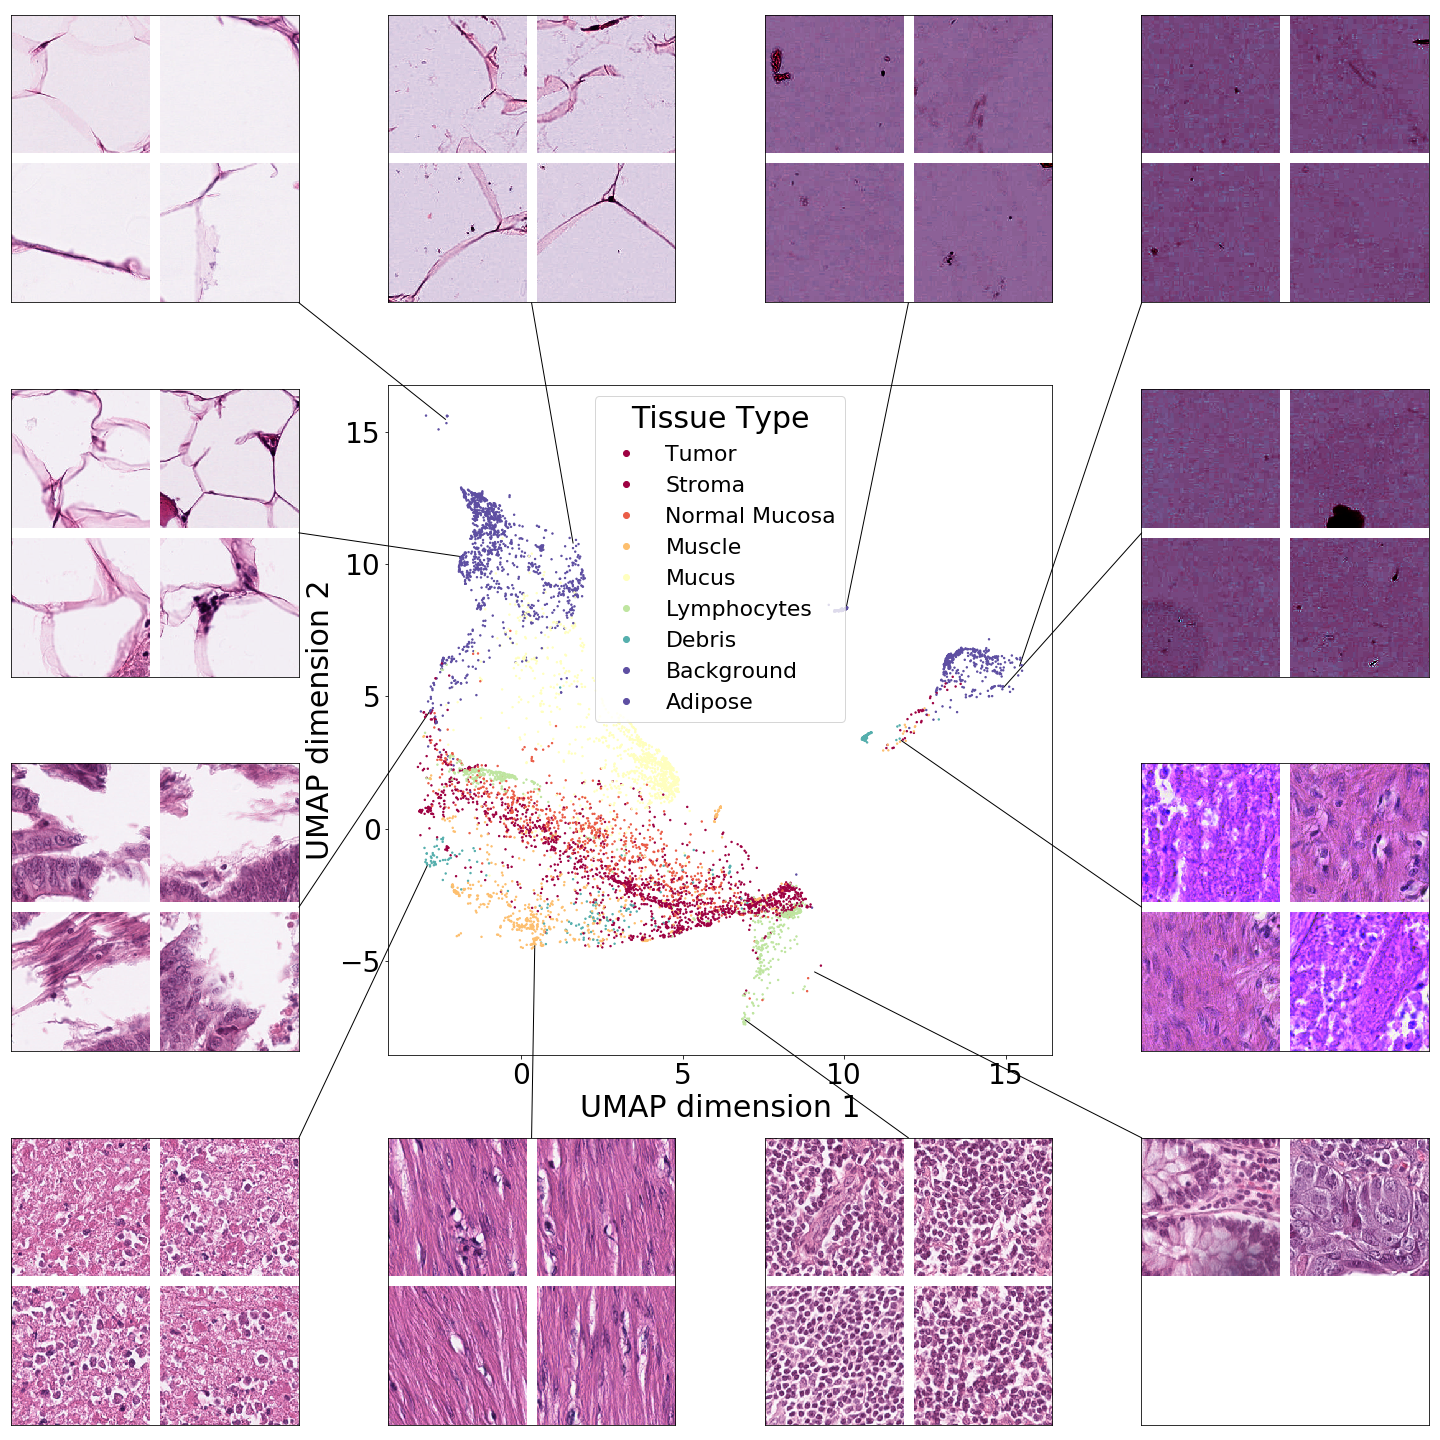 Tissue Type
Tumor
Stroma
Normal Mucosa
Muscle
Mucus
Lymphocytes
Debris
Background
Adipose
15
10
5
0
−5
UMAP dimension 2
0
5
10
15
UMAP dimension 1